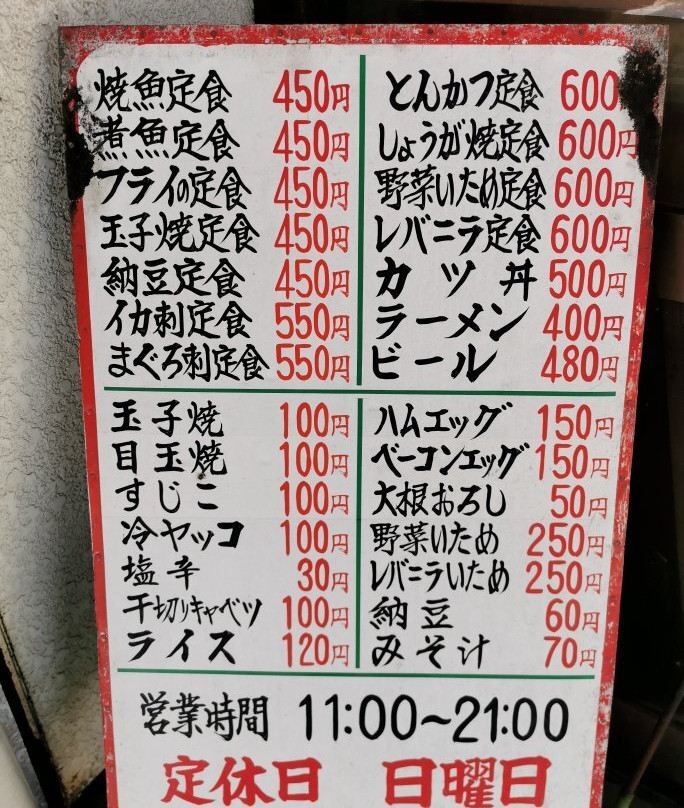 焼魚定食 450円
煮魚定食 450円
フライの定食 450円
玉子焼定食 450円
納豆定食 450円
イカ刺定食 550円
まぐろ刺定食 550円
とんかつ定食 600
しょうが焼定食 600円
野菜いため定食 600円
レバニラ定食 600円
カツ丼 500円
ラーメン 400円
ビール 480円
玉子焼 100円
目玉焼 100円
すじこ 100円
冷ヤッコ 100円
塩辛 30円
千切りキャベツ 100円
ライス 120円
ハムエッグ 150円
ベーコンエッグ 150円
大根おろし 50円
野菜いため 250円
レバニラいため 250円
納豆 60円
みそ汁 70円
営業時間 11:00~21:00
定休日 日曜日